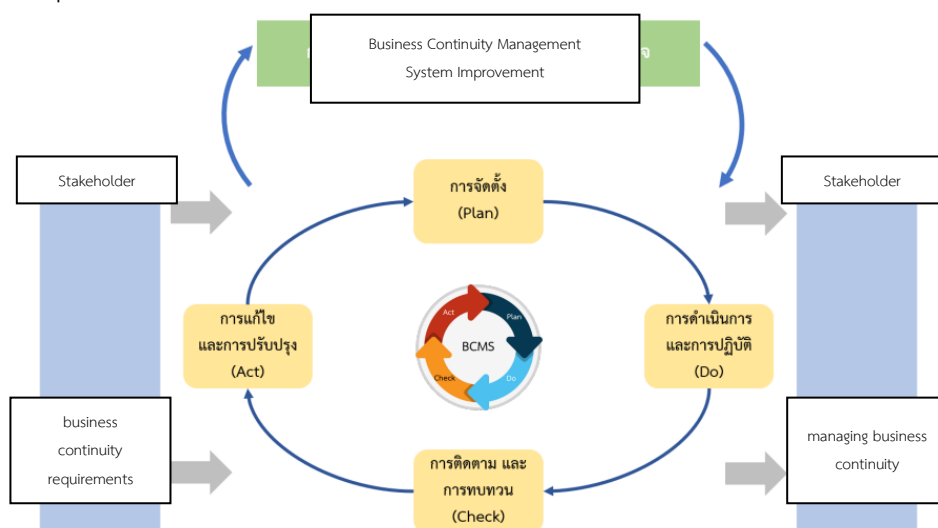 Business Continuity Management
System Improvement
Stakeholder
Stakeholder
การจัดตั้ง
(Plan)
การแก้ไข
และการปรับปรุง
(Act)
Act
Plan
BCMS
Check
Do
การดำเนินการ
และการปฏิบัติ
(Do)
business
continuity
requirements
managing business
continuity
การติดตาม และ
การทบทวน
(Check)